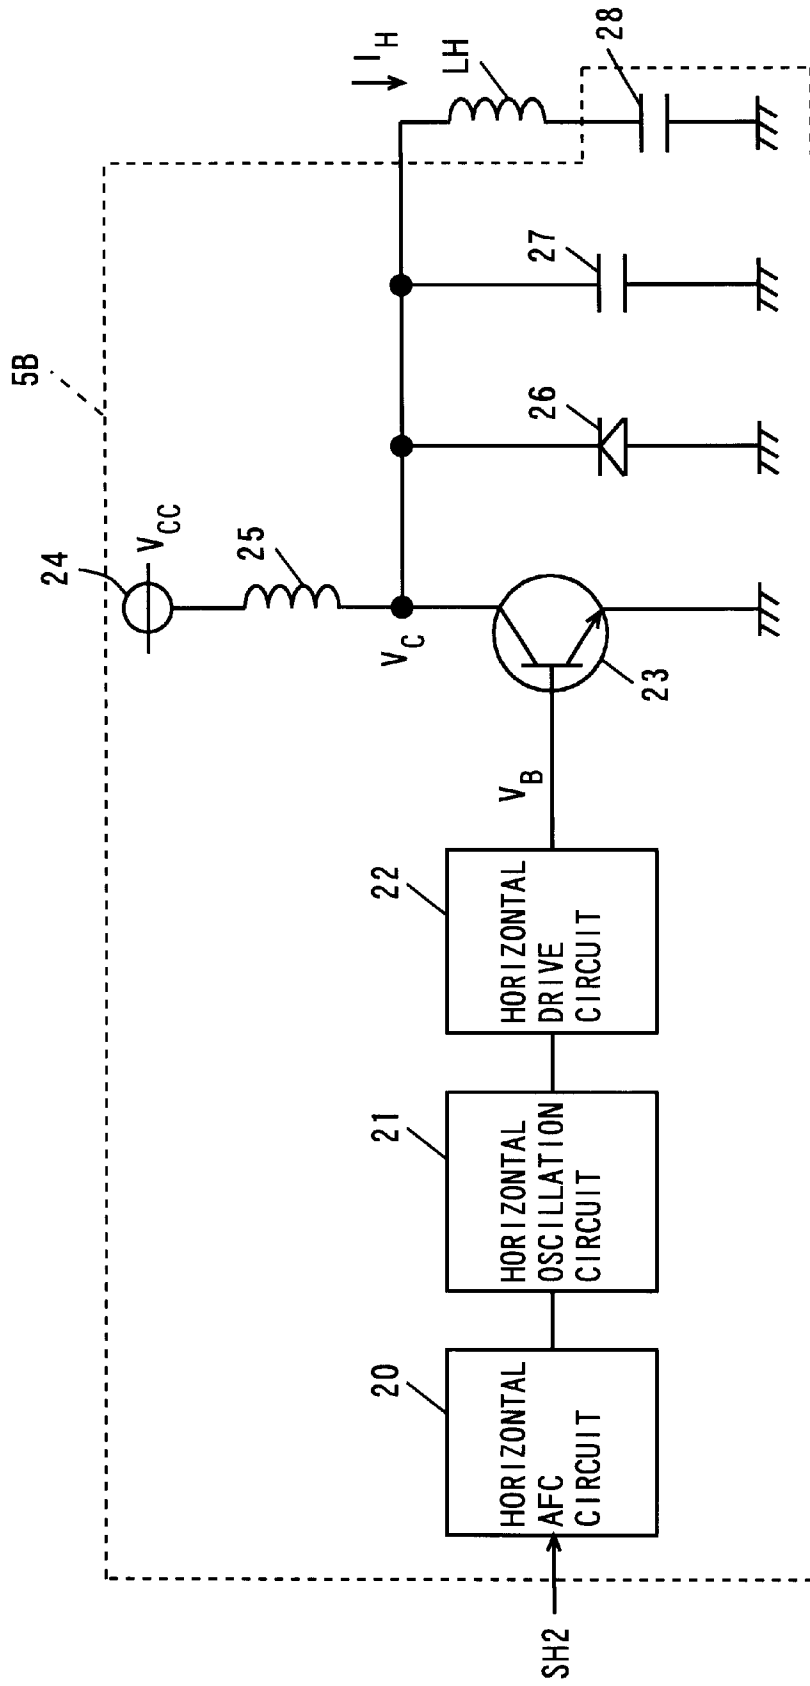 5B
24
V_CC
25
V_C
I_H
LH
28
27
26
23
V_B
22
HORIZONTAL
DRIVE
CIRCUIT
21
HORIZONTAL
OSCILLATION
CIRCUIT
20
HORIZONTAL
AFC
CIRCUIT
SH2